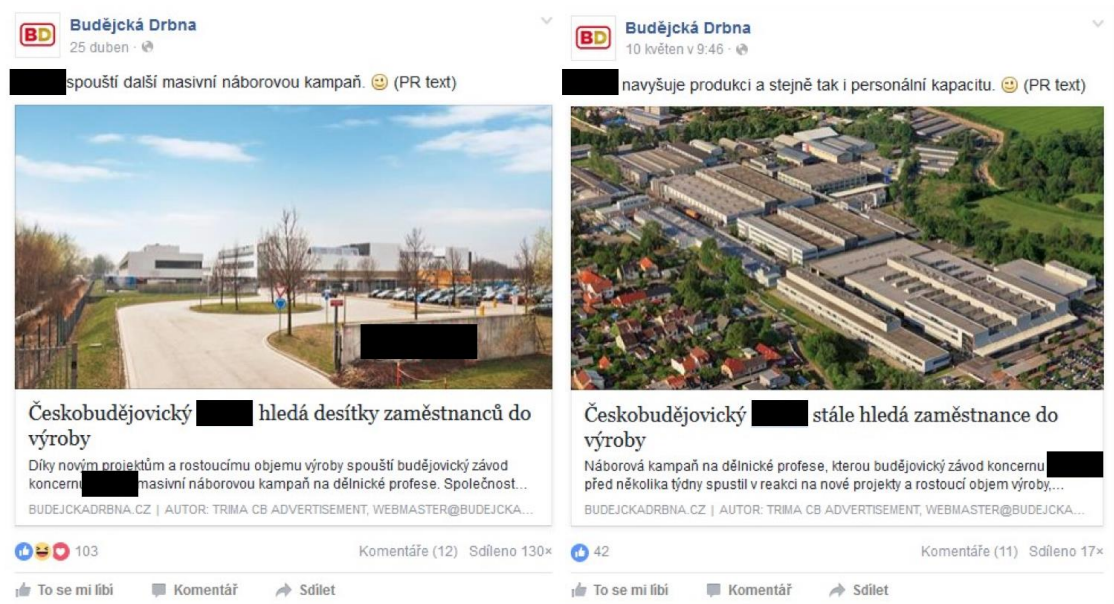 BD
Budějcká Drbna
25 duben
spouští další masivní náborovou kampaň. (PR text)
Českobudějovický hledá desítky zaměstnanců do
výroby
Díky novým projektům a rostoucímu objemu výroby spouští budějovický závod
koncernu masivní náborovou kampaň na dělnické profese. Společnost...
BUDEJCKADRBNA.CZ | AUTOR: TRIMA CB ADVERTISEMENT, WEBMASTER@BUDEJCKA...
103
Komentáře (12) Sdíleno 130×
To se mi líbí Komentář Sdílet
BD
Budějcká Drbna
10 květen v 9:46
navyšuje produkci a stejně tak i personální kapacitu. (PR text)
Českobudějovický stále hledá zaměstnance do
výroby
Náborová kampaň na dělnické profese, kterou budějovický závod koncernu
před několika týdny spustil v reakci na nové projekty a rostoucí objem výroby,...
BUDEJCKADRBNA.CZ | AUTOR: TRIMA CB ADVERTISEMENT, WEBMASTER@BUDEJCKA...
42
Komentáře (11) Sdíleno 17×
To se mi líbí Komentář Sdílet